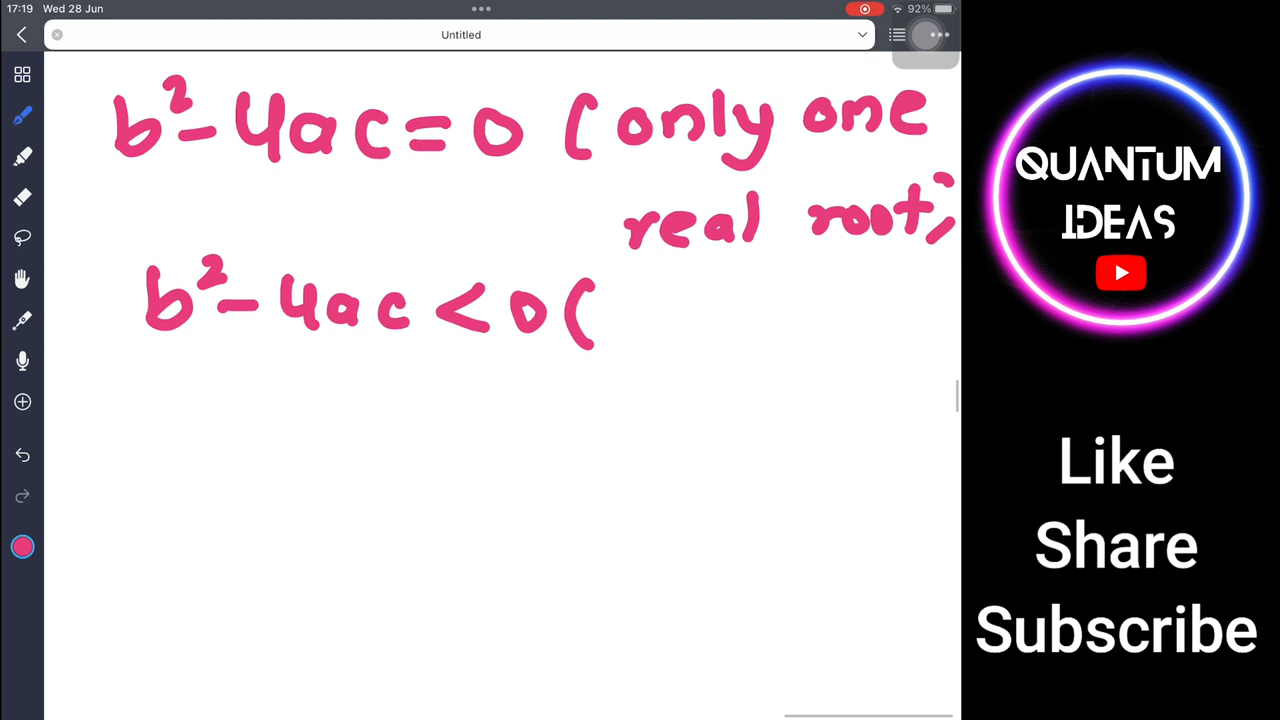 17:19 Wed 28 Jun
92%
Untitled
b²-4ac=0 (only one
real root)
b²-4ac<0(
QUANTUM
IDEAS
Like
Share
Subscribe